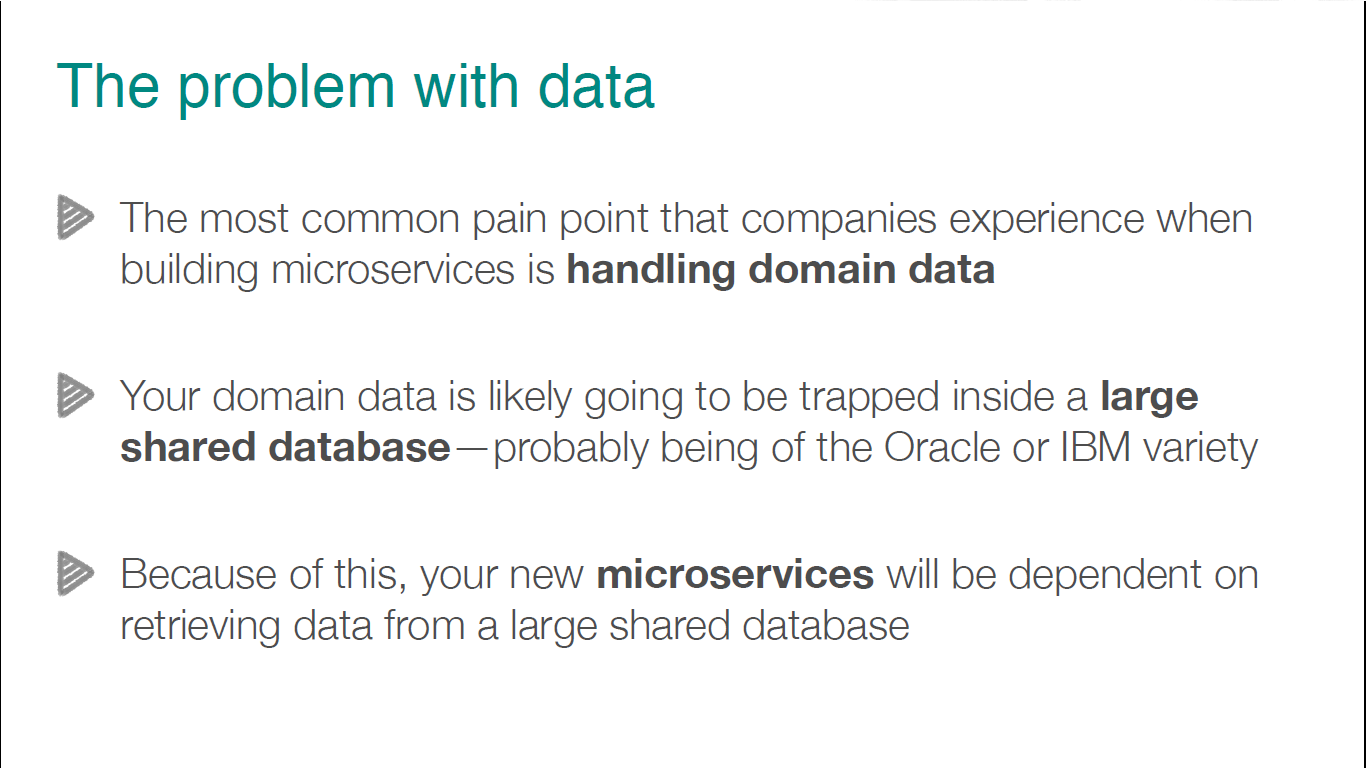 The problem with data
The most common pain point that companies experience when
building microservices is handling domain data
Your domain data is likely going to be trapped inside a large
shared database—probably being of the Oracle or IBM variety
Because of this, your new microservices will be dependent on
retrieving data from a large shared database